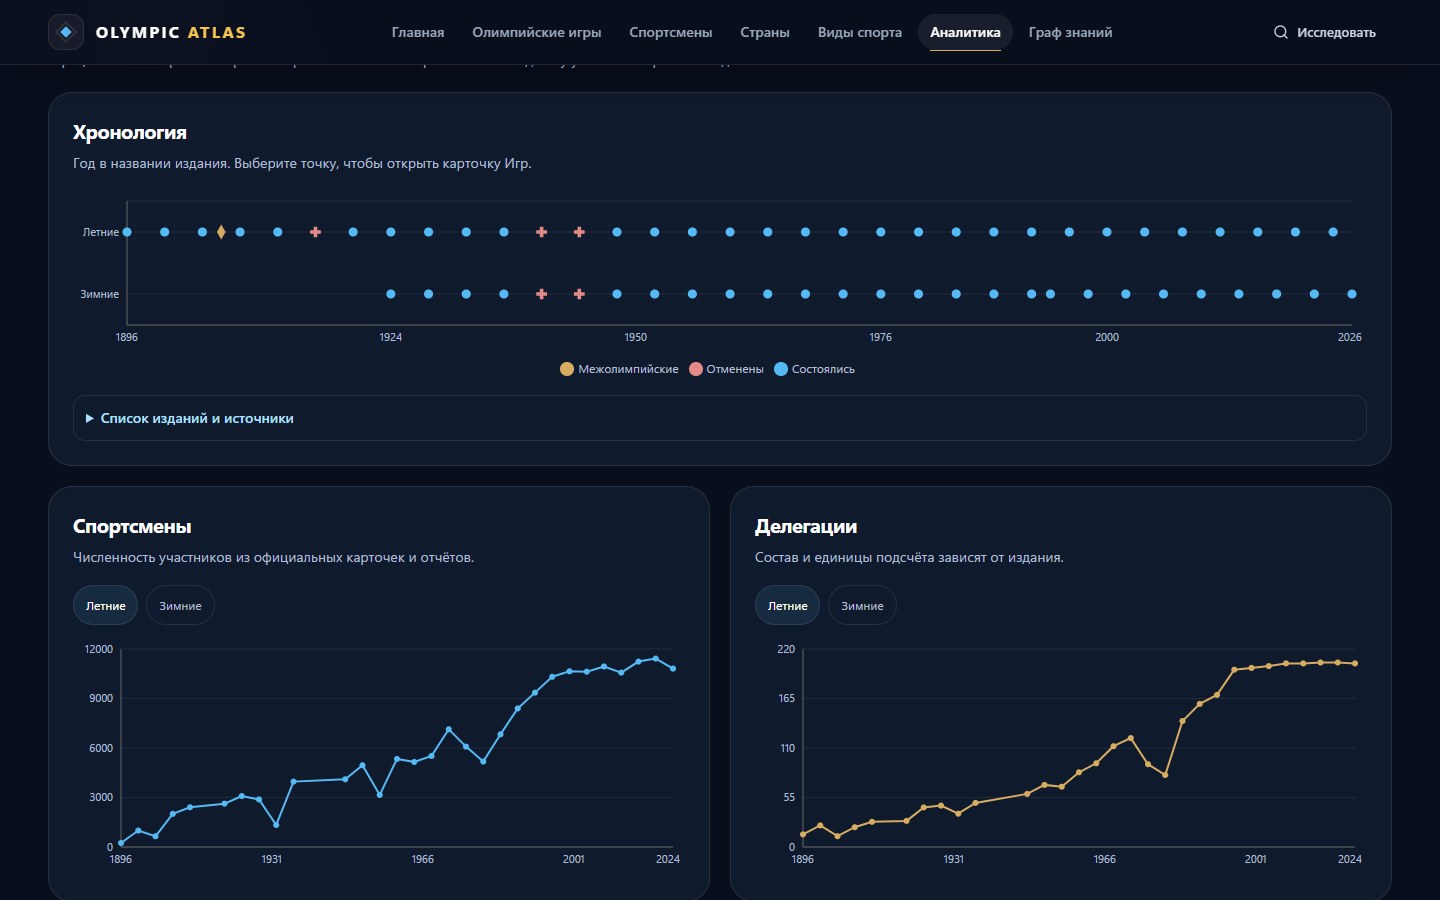 OLYMPIC ATLAS
Главная
Олимпийские игры
Спортсмены
Страны
Виды спорта
Аналитика
Граф знаний
Исследовать
Хронология
Год в названии издания. Выберите точку, чтобы открыть карточку Игр.
Летние
Зимние
1896 1924 1950 1976 2000 2026
Межолимпийские Отменены Состоялись
Список изданий и источники
Спортсмены
Численность участников из официальных карточек и отчётов.
Летние Зимние
12000
9000
6000
3000
0
1896 1931 1966 2001 2024
Делегации
Состав и единицы подсчёта зависят от издания.
Летние Зимние
220
165
110
55
0
1896 1931 1966 2001 2024